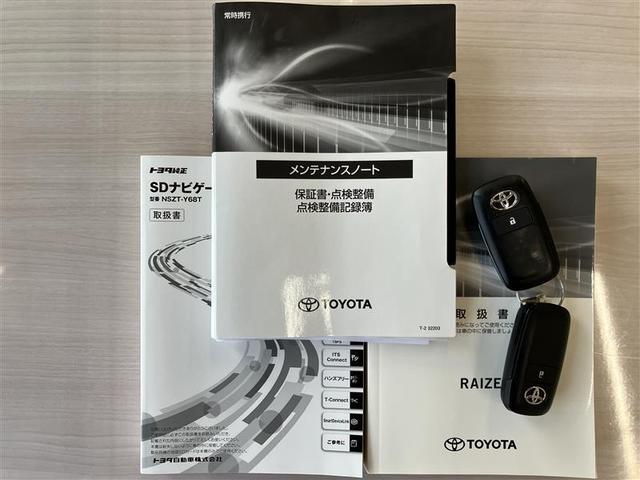 常時携行
メンテナンスノート
保証書・点検整備
点検整備記録簿
TOYOTA
T-2 02203
トヨタ純正
SDナビゲー
型番 NSZT-Y68T
取扱書
ITS
Connect
ハンズフリー
T-Connect
SmartDeviceLink
ご参考に
トヨタ自動車株式会社
取扱書
RAIZE
TOYOTA